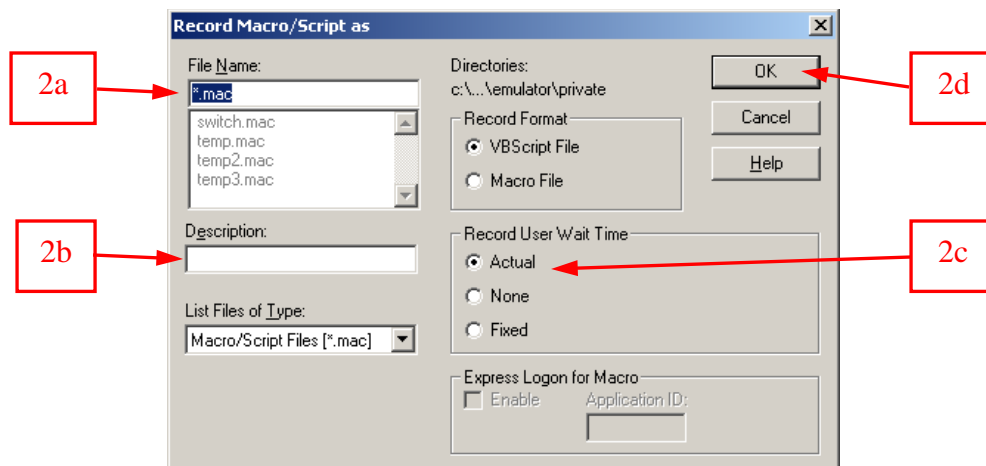 Record Macro/Script as
2a
File Name:
*.mac
switch.mac
temp.mac
temp2.mac
temp3.mac
2b
Description:
List Files of Type:
Macro/Script Files [*.mac]
Directories:
c:\...\emulator\private
Record Format
VBScript File
Macro File
Record User Wait Time
Actual
None
Fixed
Express Logon for Macro
Enable Application ID:
OK
Cancel
Help
2d
2c